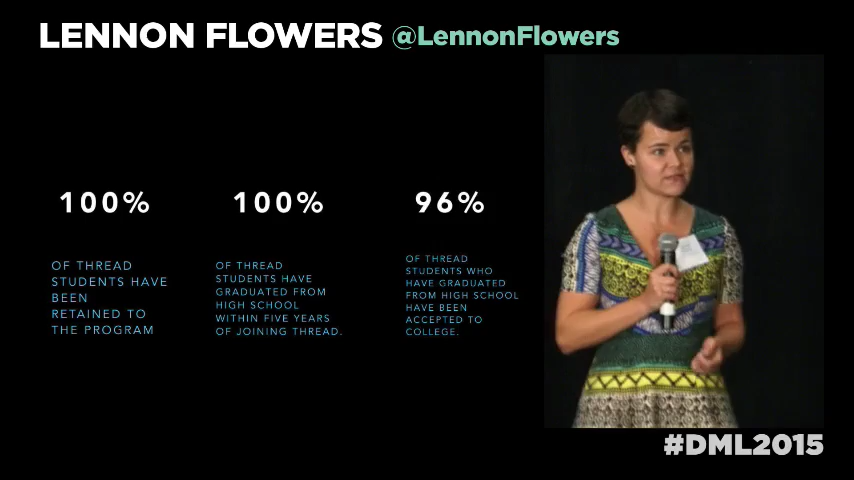 LENNON FLOWERS @LennonFlowers
100%
OF THREAD
STUDENTS HAVE
BEEN
RETAINED TO
THE PROGRAM
100%
OF THREAD
STUDENTS HAVE
GRADUATED FROM
HIGH SCHOOL
WITHIN FIVE YEARS
OF JOINING THREAD.
96%
OF THREAD
STUDENTS WHO
HAVE GRADUATED
FROM HIGH SCHOOL
HAVE BEEN
ACCEPTED TO
COLLEGE.
#DML2015